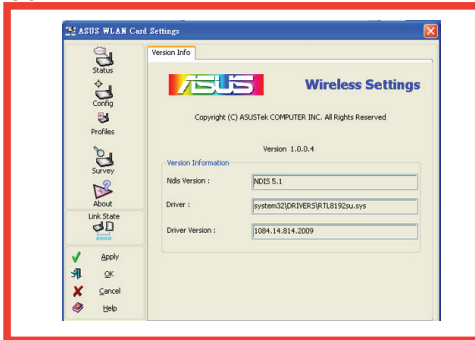 ASUS WLAN Card Settings
Status
Config
Profiles
Survey
About
Link State
Apply
OK
Cancel
Help
Version Info
ASUS
Wireless Settings
Copyright (C) ASUSTek COMPUTER INC. All Rights Reserved
Version 1.0.0.4
Version Information
Ndis Version : NDIS 5.1
Driver : system32\DRIVERS\RTL8192su.sys
Driver Version : 1084.14.814.2009